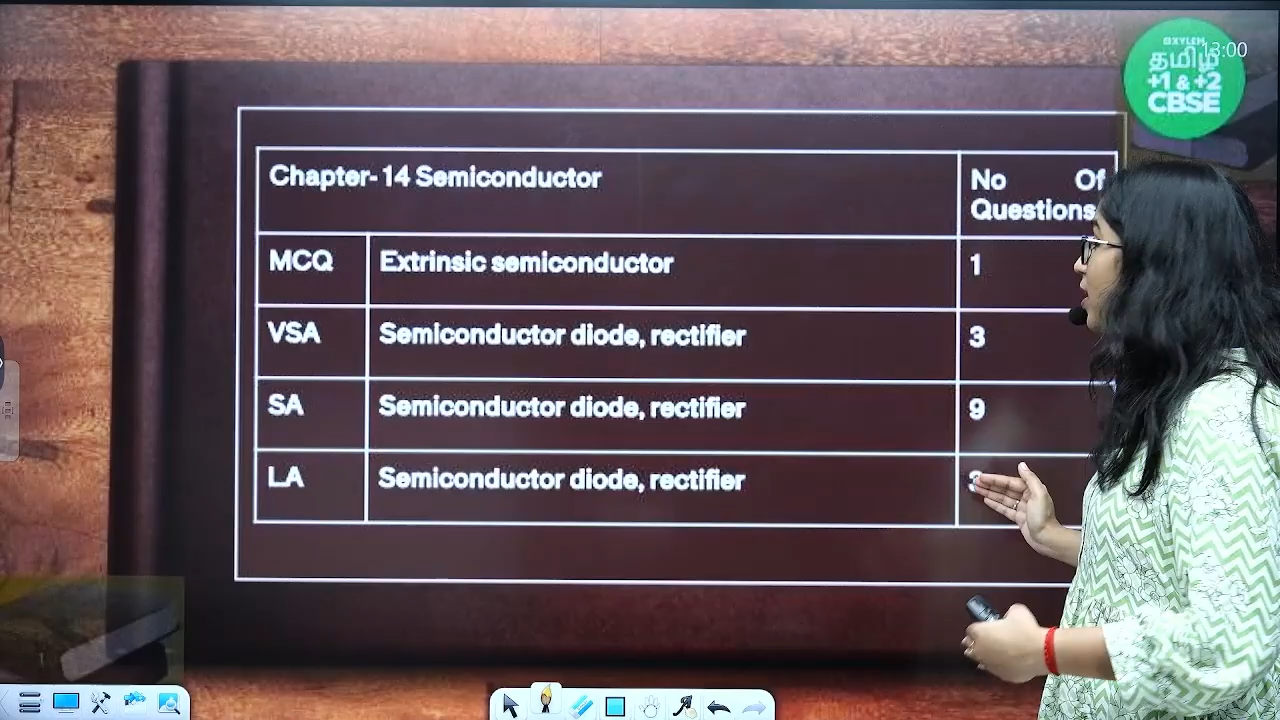 XYLEM
13:00
தமிழ்
+1 & +2
CBSE
Chapter- 14 Semiconductor
No Of
Questions
MCQ Extrinsic semiconductor 1
VSA Semiconductor diode, rectifier 3
SA Semiconductor diode, rectifier 9
LA Semiconductor diode, rectifier